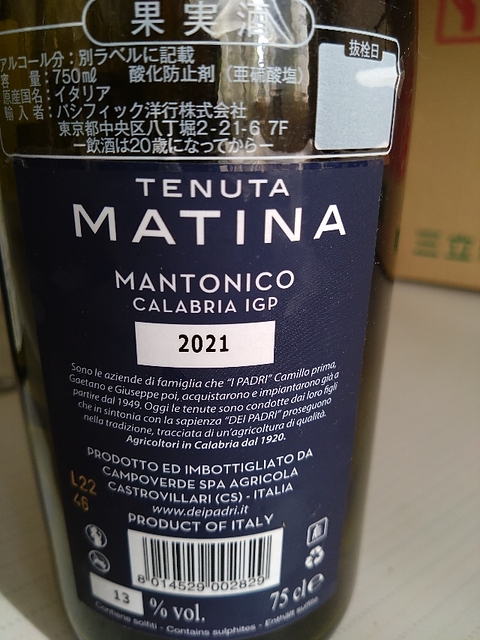 果実酒
アルコール分：別ラベルに記載
容量：750㎖ 酸化防止剤（亜硫酸塩）
原産国名：イタリア
輸入者：パシフィック洋行株式会社
東京都中央区八丁堀2-21-6 7F
ー飲酒は20歳になってからー
抜栓日
TENUTA
MATINA
MANTONICO
CALABRIA IGP
2021
Sono le aziende di famiglia che "I PADRI" Camillo prima,
Gaetano e Giuseppe poi, acquistarono e impiantarono già a
partire dal 1949. Oggi le tenute sono condotte dai loro figli
che in sintonia con la sapienza "DEI PADRI" proseguono
nella tradizione, tracciata di un'agricoltura di qualità.
Agricoltori in Calabria dal 1920.
PRODOTTO ED IMBOTTIGLIATO DA
CAMPOVERDE SPA AGRICOLA
CASTROVILLARI (CS) - ITALIA
www.deipadri.it
PRODUCT OF ITALY
L22
46
8 014529 002829
13 % vol.
75 cl e
Contiene solfiti - Contains sulphites - Enthält sulfite
三立